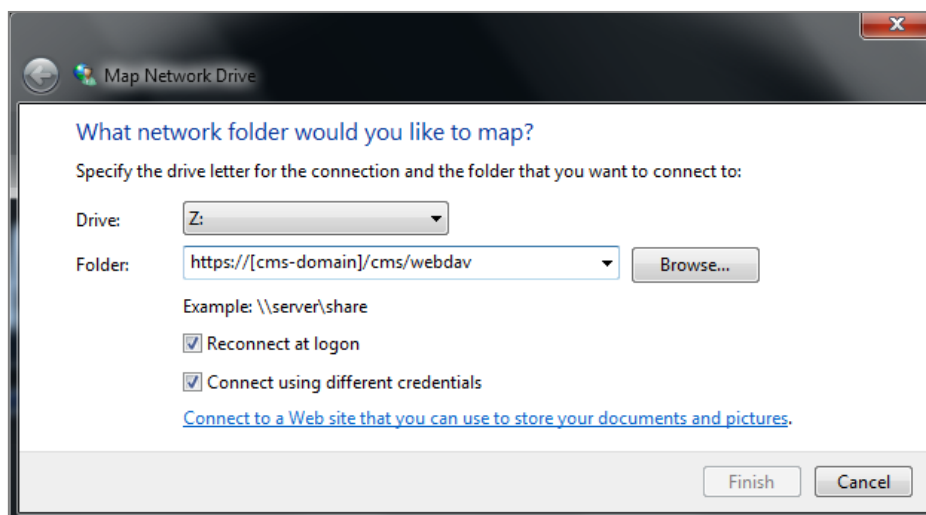 Map Network Drive
What network folder would you like to map?
Specify the drive letter for the connection and the folder that you want to connect to:
Drive: Z:
Folder: https://[cms-domain]/cms/webdav Browse...
Example: \\server\share
Reconnect at logon
Connect using different credentials
Connect to a Web site that you can use to store your documents and pictures.
Finish Cancel